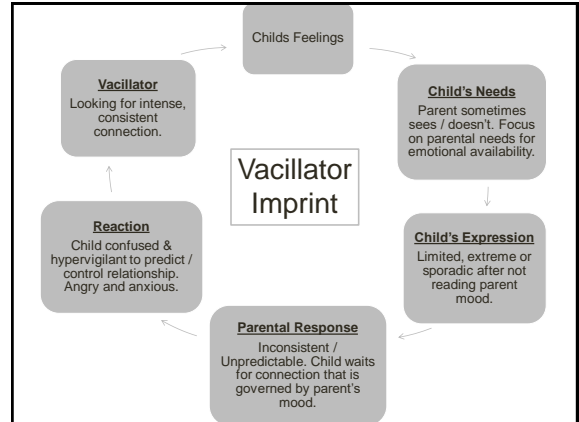 Childs Feelings
Child's Needs
Parent sometimes
sees / doesn't. Focus
on parental needs for
emotional availability.
Child's Expression
Limited, extreme or
sporadic after not
reading parent
mood.
Parental Response
Inconsistent /
Unpredictable. Child waits
for connection that is
governed by parent's
mood.
Reaction
Child confused &
hypervigilant to predict /
control relationship.
Angry and anxious.
Vacillator
Looking for intense,
consistent
connection.
Vacillator
Imprint